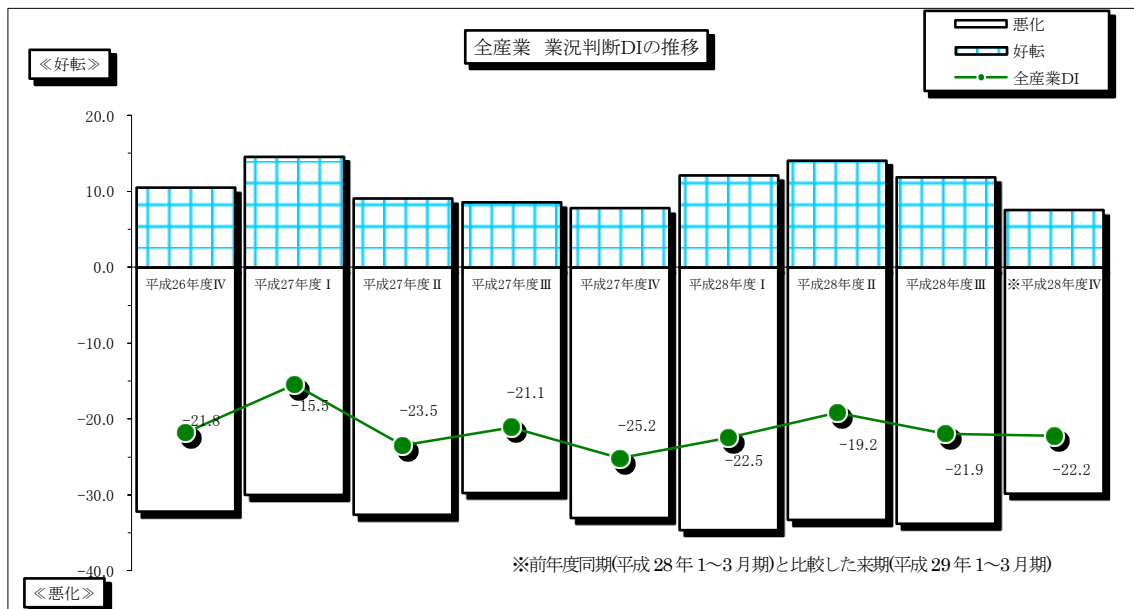 全産業 業況判断DIの推移
悪化
好転
全産業DI
≪好転≫
20.0
10.0
0.0
-10.0
-20.0
-30.0
-40.0
平成26年度Ⅳ
平成27年度Ⅰ
平成27年度Ⅱ
平成27年度Ⅲ
平成27年度Ⅳ
平成28年度Ⅰ
平成28年度Ⅱ
平成28年度Ⅲ
※平成28年度Ⅳ
-21.8
-15.5
-23.5
-21.1
-25.2
-22.5
-19.2
-21.9
-22.2
※前年度同期(平成 28 年 1～3 月期)と比較した来期(平成 29 年 1～3 月期)
≪悪化≫